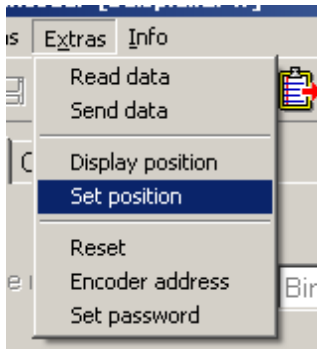 Extras Info
Read data
Send data
Display position
Set position
Reset
Encoder address
Set password